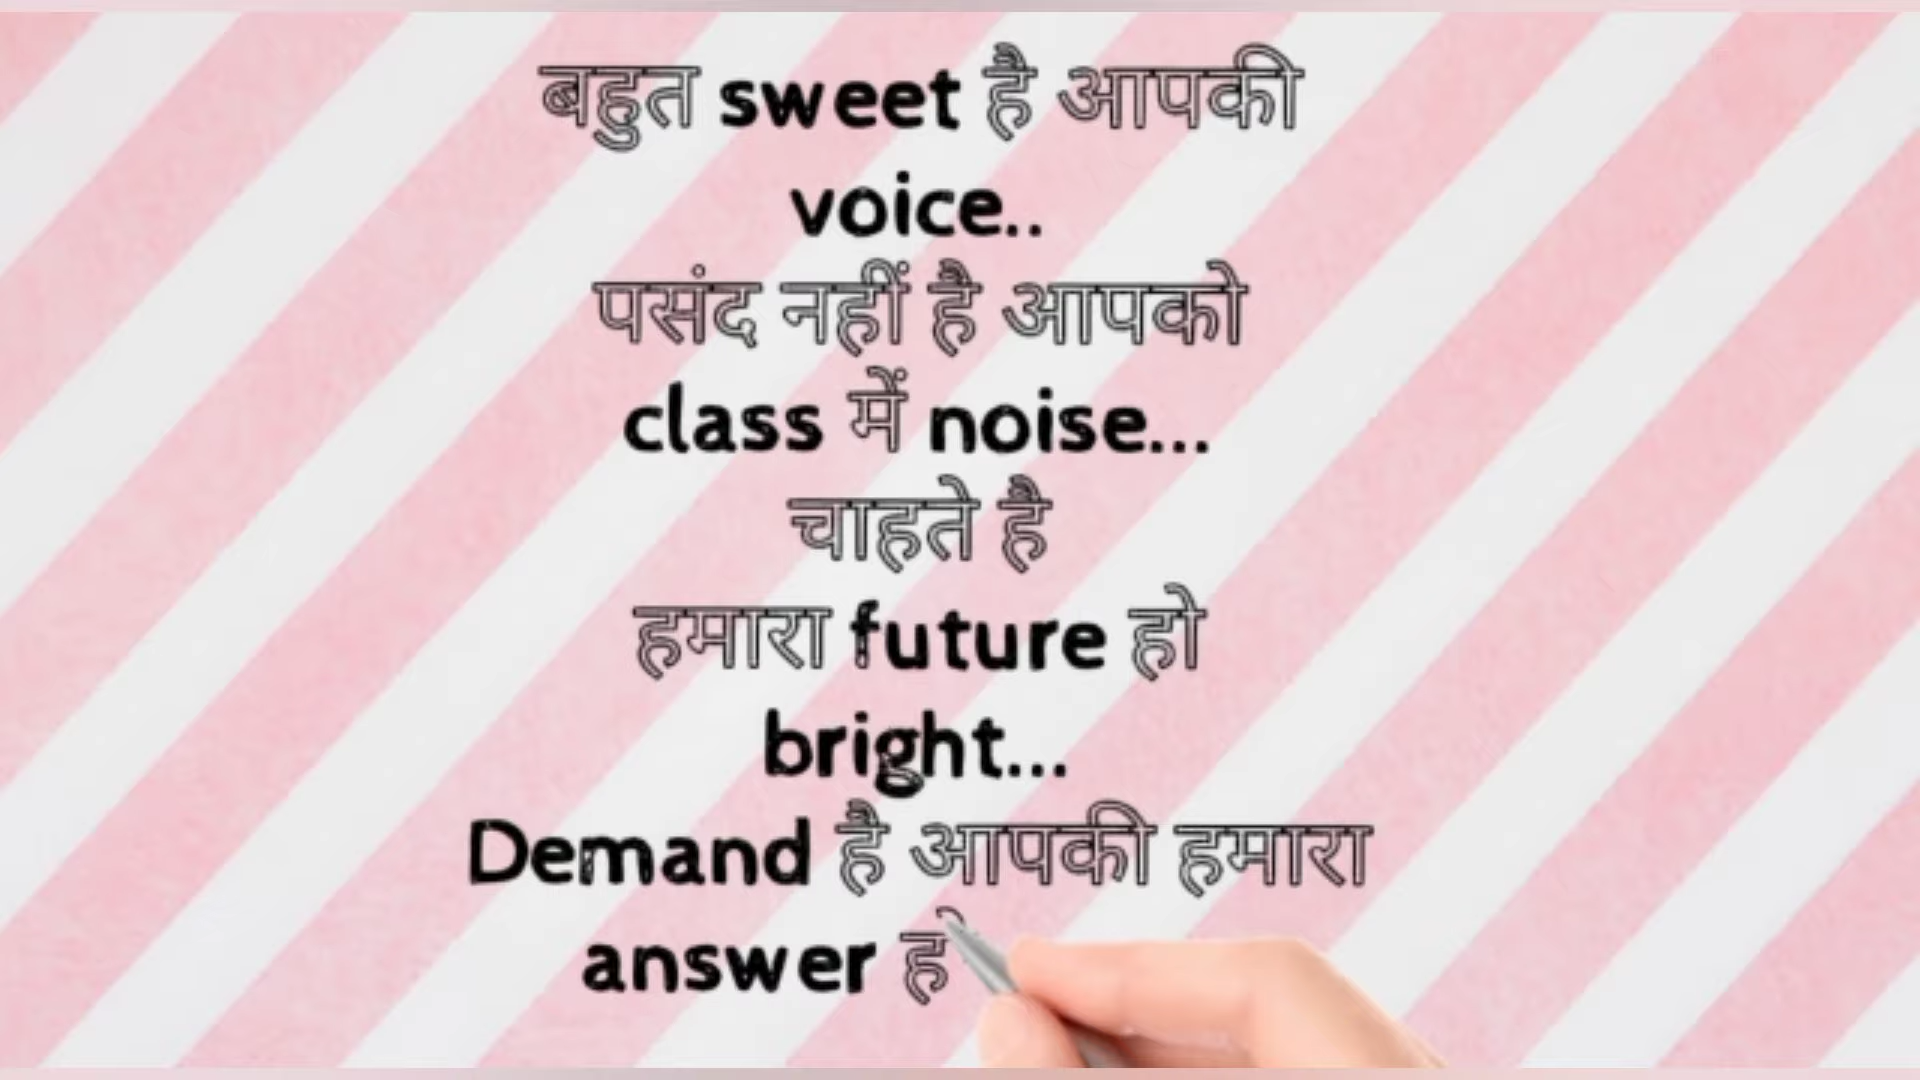 बहुत sweet है आपकी
voice..
पसंद नहीं है आपको
class में noise...
चाहते है
हमारा future हो
bright...
Demand है आपकी हमारा
answer ह